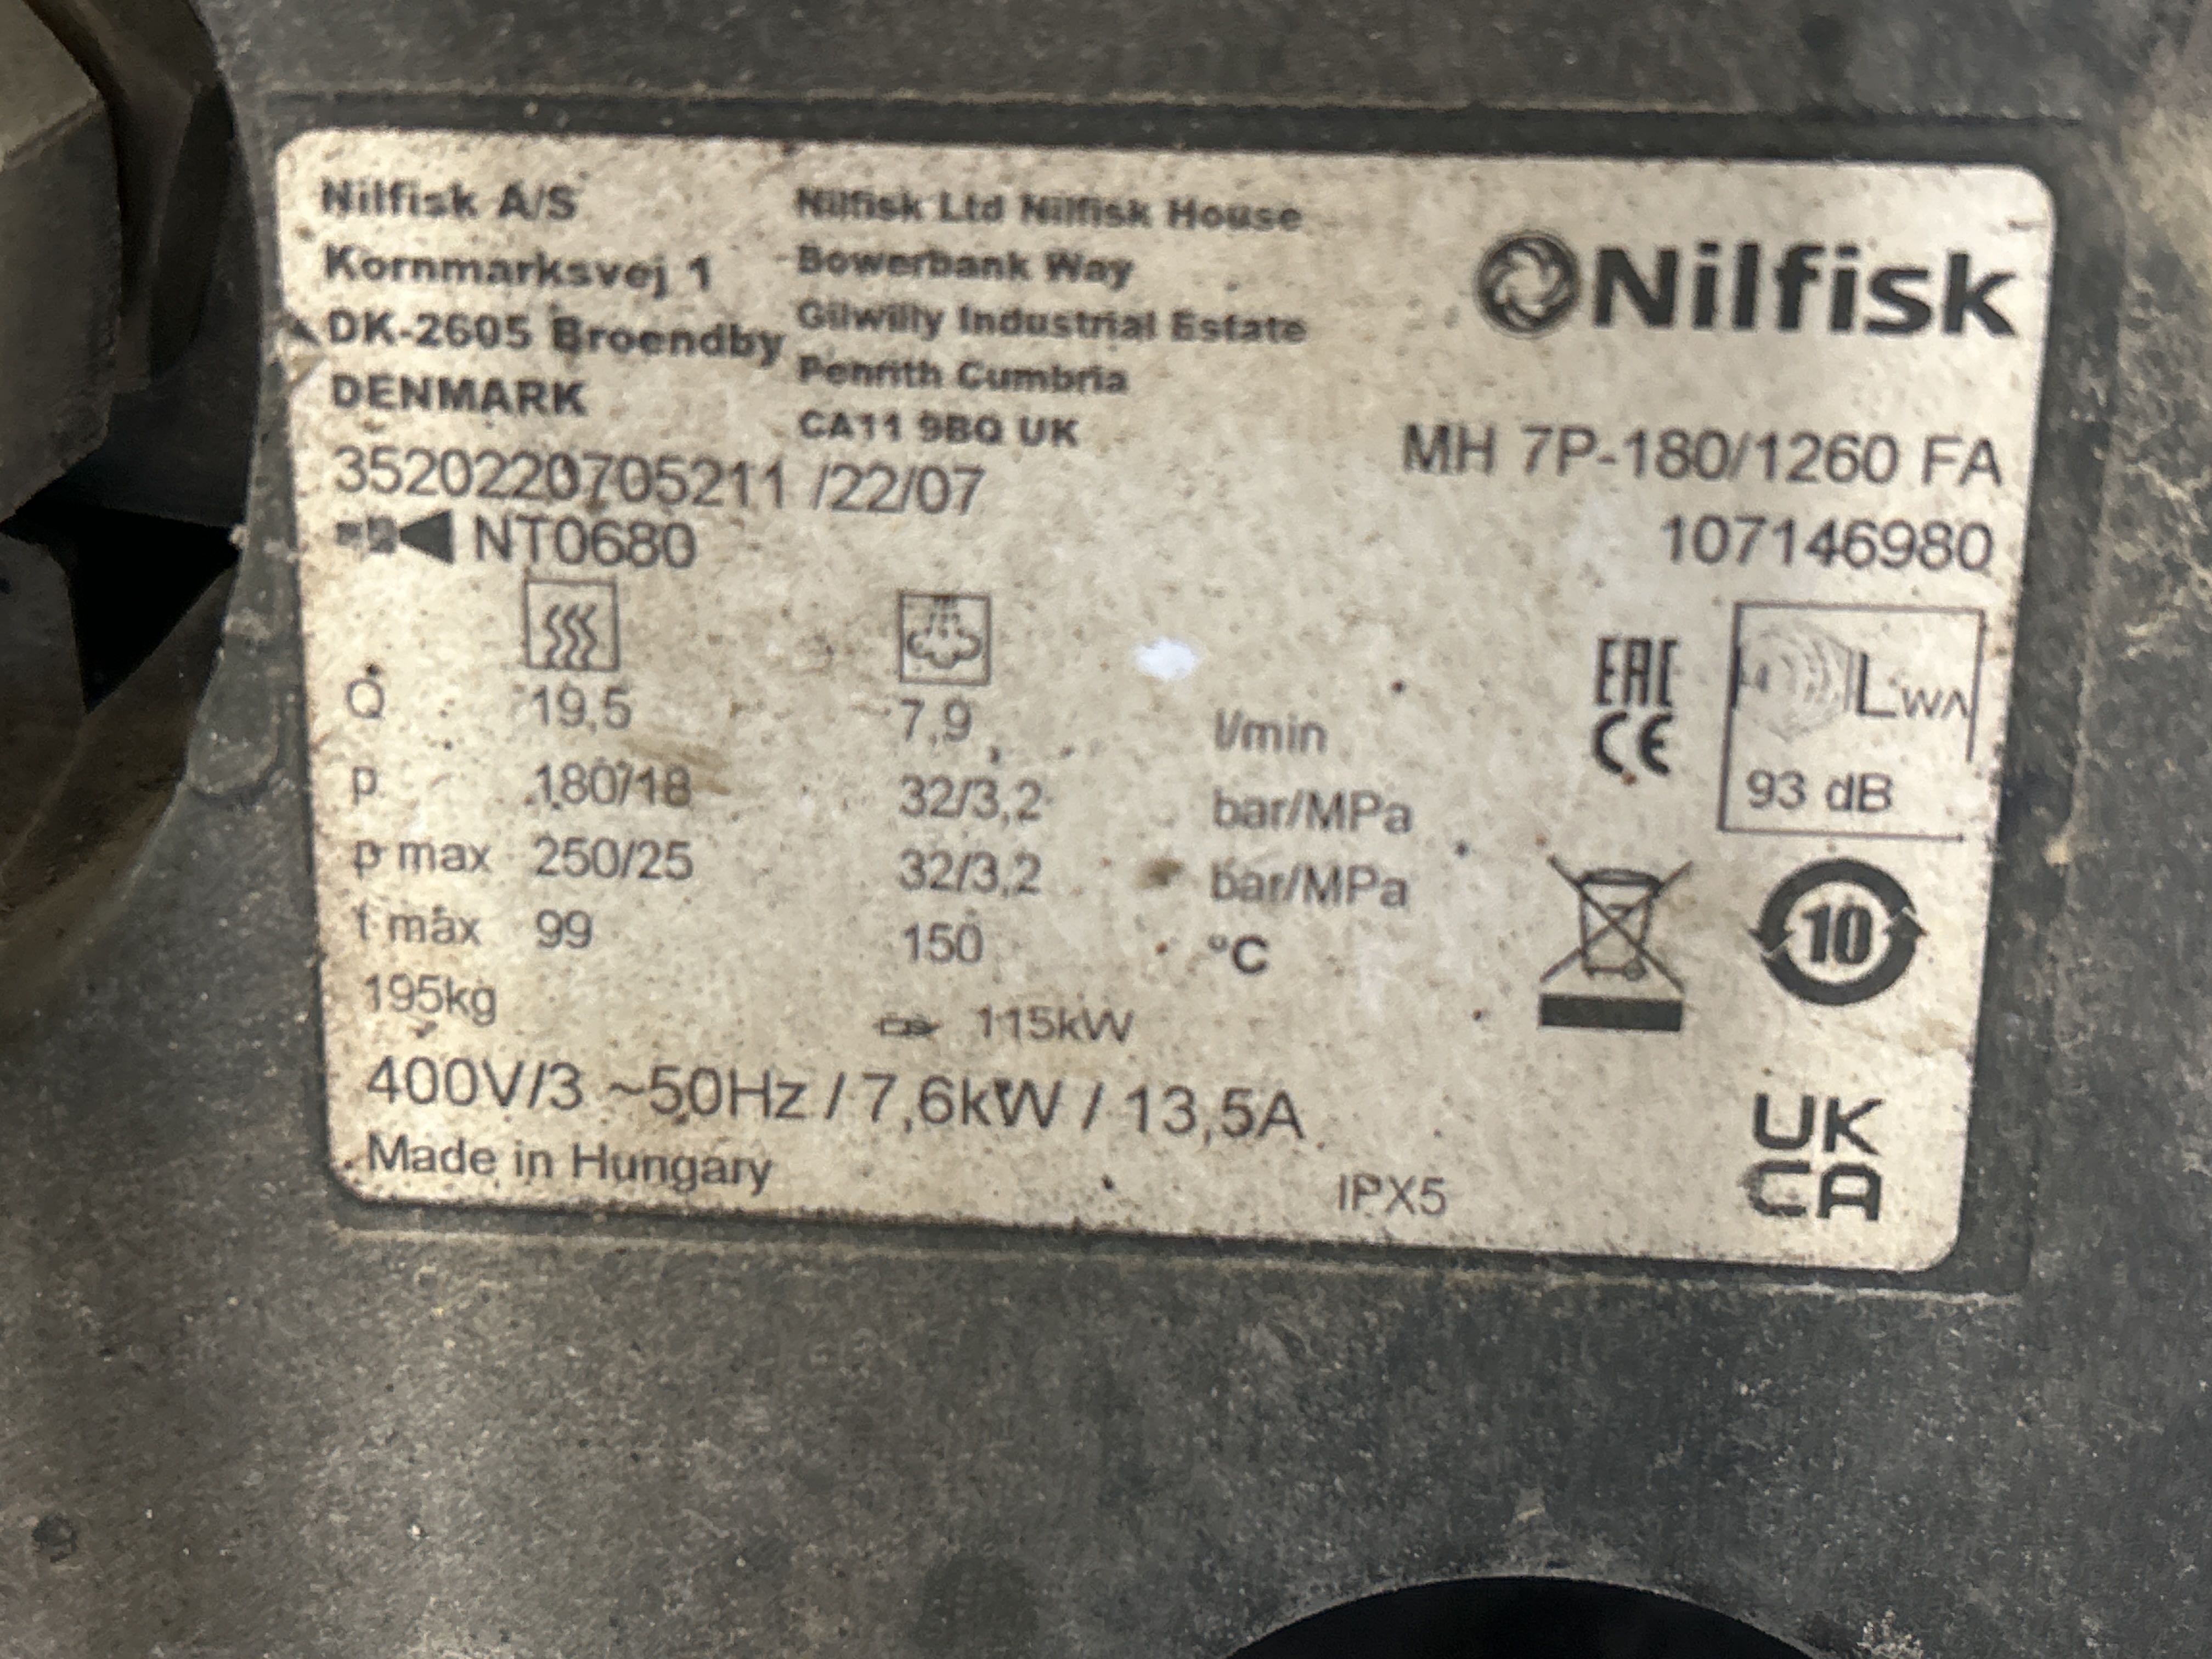 Nilfisk A/S
Kornmarksvej 1
DK-2605 Broendby
DENMARK
Nilfisk Ltd Nilfisk House
Bowerbank Way
Gilwilly Industrial Estate
Penrith Cumbria
CA11 9BQ UK
Nilfisk
MH 7P-180/1260 FA
107146980
3520220705211 /22/07
NT0680
Q 19,5 7,9 l/min
p 180/18 32/3,2 bar/MPa
p max 250/25 32/3,2 bar/MPa
t max 99 150 °C
195kg 115kW
400V/3 ~50Hz / 7,6kW / 13,5A
Made in Hungary
IPX5
EAC
CE
LWA
93 dB
10
UK
CA